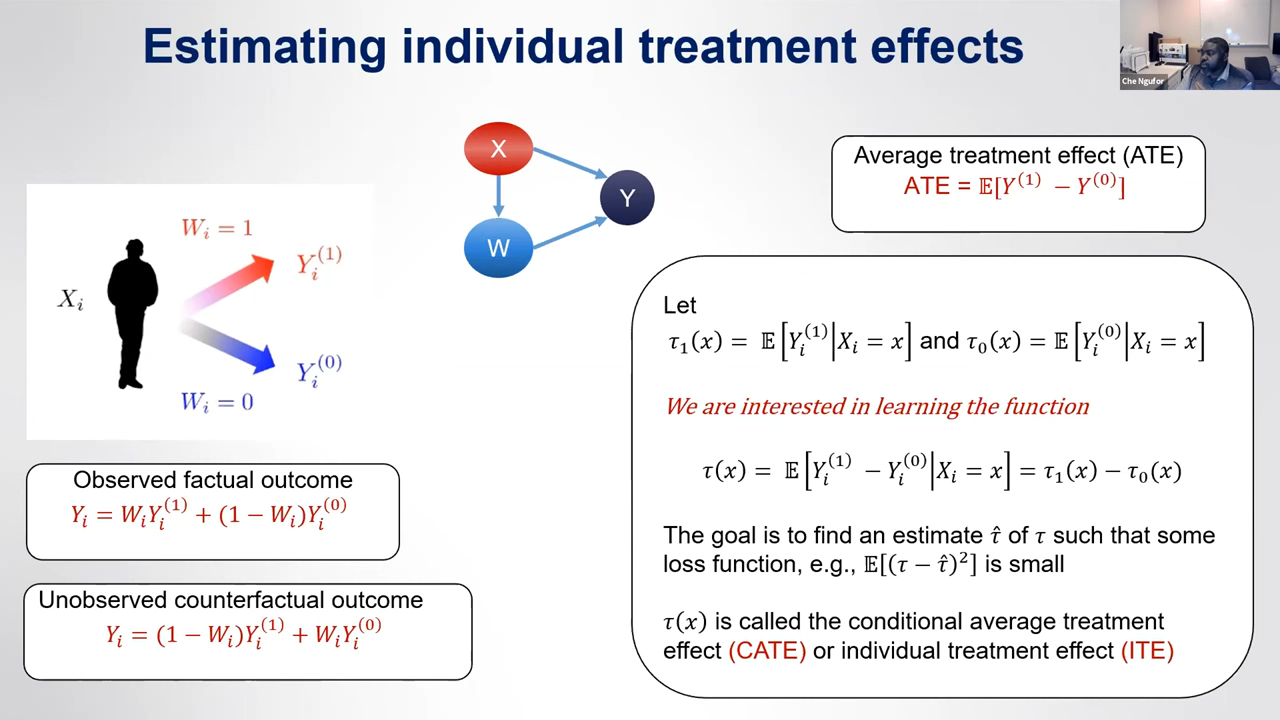 Estimating individual treatment effects
Che Ngufor
X
Y
W
Average treatment effect (ATE)
ATE = 𝔼[Y⁽¹⁾ − Y⁽⁰⁾]
Wᵢ = 1
Yᵢ⁽¹⁾
Xᵢ
Yᵢ⁽⁰⁾
Wᵢ = 0
Observed factual outcome
Yᵢ = WᵢYᵢ⁽¹⁾ + (1 − Wᵢ)Yᵢ⁽⁰⁾
Unobserved counterfactual outcome
Yᵢ = (1 − Wᵢ)Yᵢ⁽¹⁾ + WᵢYᵢ⁽⁰⁾
Let
τ₁(x) = 𝔼[Yᵢ⁽¹⁾|Xᵢ = x] and τ₀(x) = 𝔼[Yᵢ⁽⁰⁾|Xᵢ = x]
We are interested in learning the function
τ(x) = 𝔼[Yᵢ⁽¹⁾ − Yᵢ⁽⁰⁾|Xᵢ = x] = τ₁(x) − τ₀(x)
The goal is to find an estimate τ̂ of τ such that some
loss function, e.g., 𝔼[(τ − τ̂)²] is small
τ(x) is called the conditional average treatment
effect (CATE) or individual treatment effect (ITE)